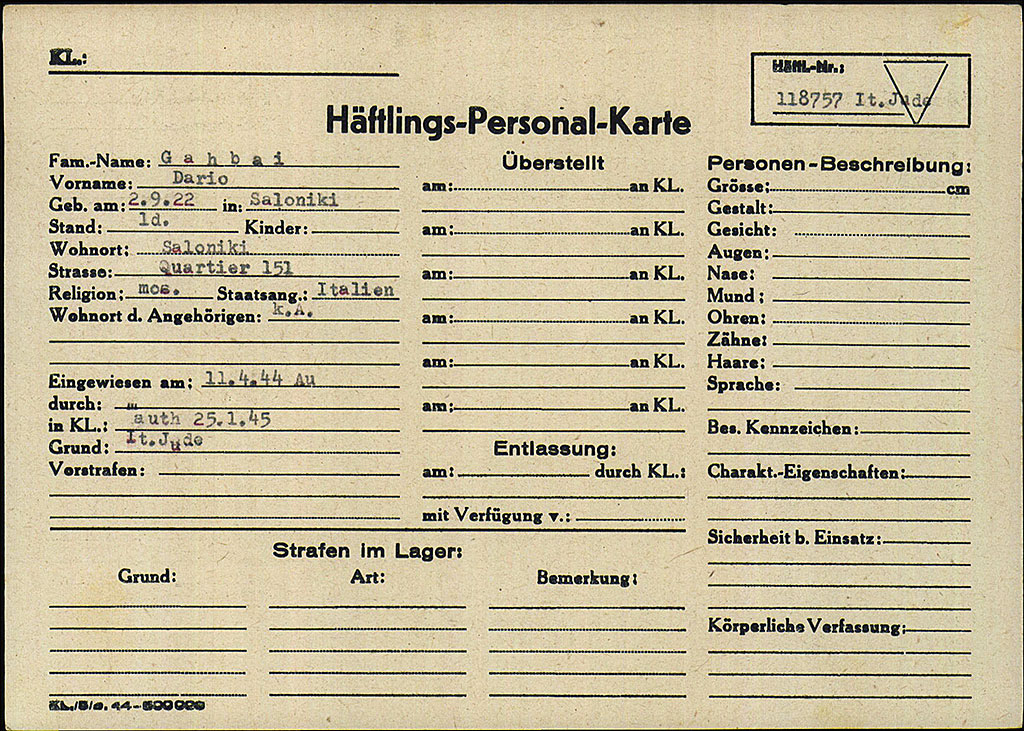 KL.:
Häftl.-Nr.:
118757 It.Jude
Häftlings-Personal-Karte
Fam.-Name: G a h b a i
Vorname: Dario
Geb. am: 2.9.22 in: Saloniki
Stand: ld. Kinder:
Wohnort: Saloniki
Strasse: Quartier 151
Religion: mos. Staatsang.: Italien
Wohnort d. Angehörigen: k.A.
Eingewiesen am: 11.4.44 Au
durch:
in KL.: Mauth 25.1.45
Grund: It.Jude
Vorstrafen:
Überstellt
am: an KL.
am: an KL.
am: an KL.
am: an KL.
am: an KL.
am: an KL.
Entlassung:
am: durch KL.:
mit Verfügung v.:
Personen-Beschreibung:
Grösse: cm
Gestalt:
Gesicht:
Augen:
Nase:
Mund:
Ohren:
Zähne:
Haare:
Sprache:
Bes. Kennzeichen:
Charakt.-Eigenschaften:
Sicherheit b. Einsatz:
Körperliche Verfassung:
Strafen im Lager:
Grund: Art: Bemerkung: